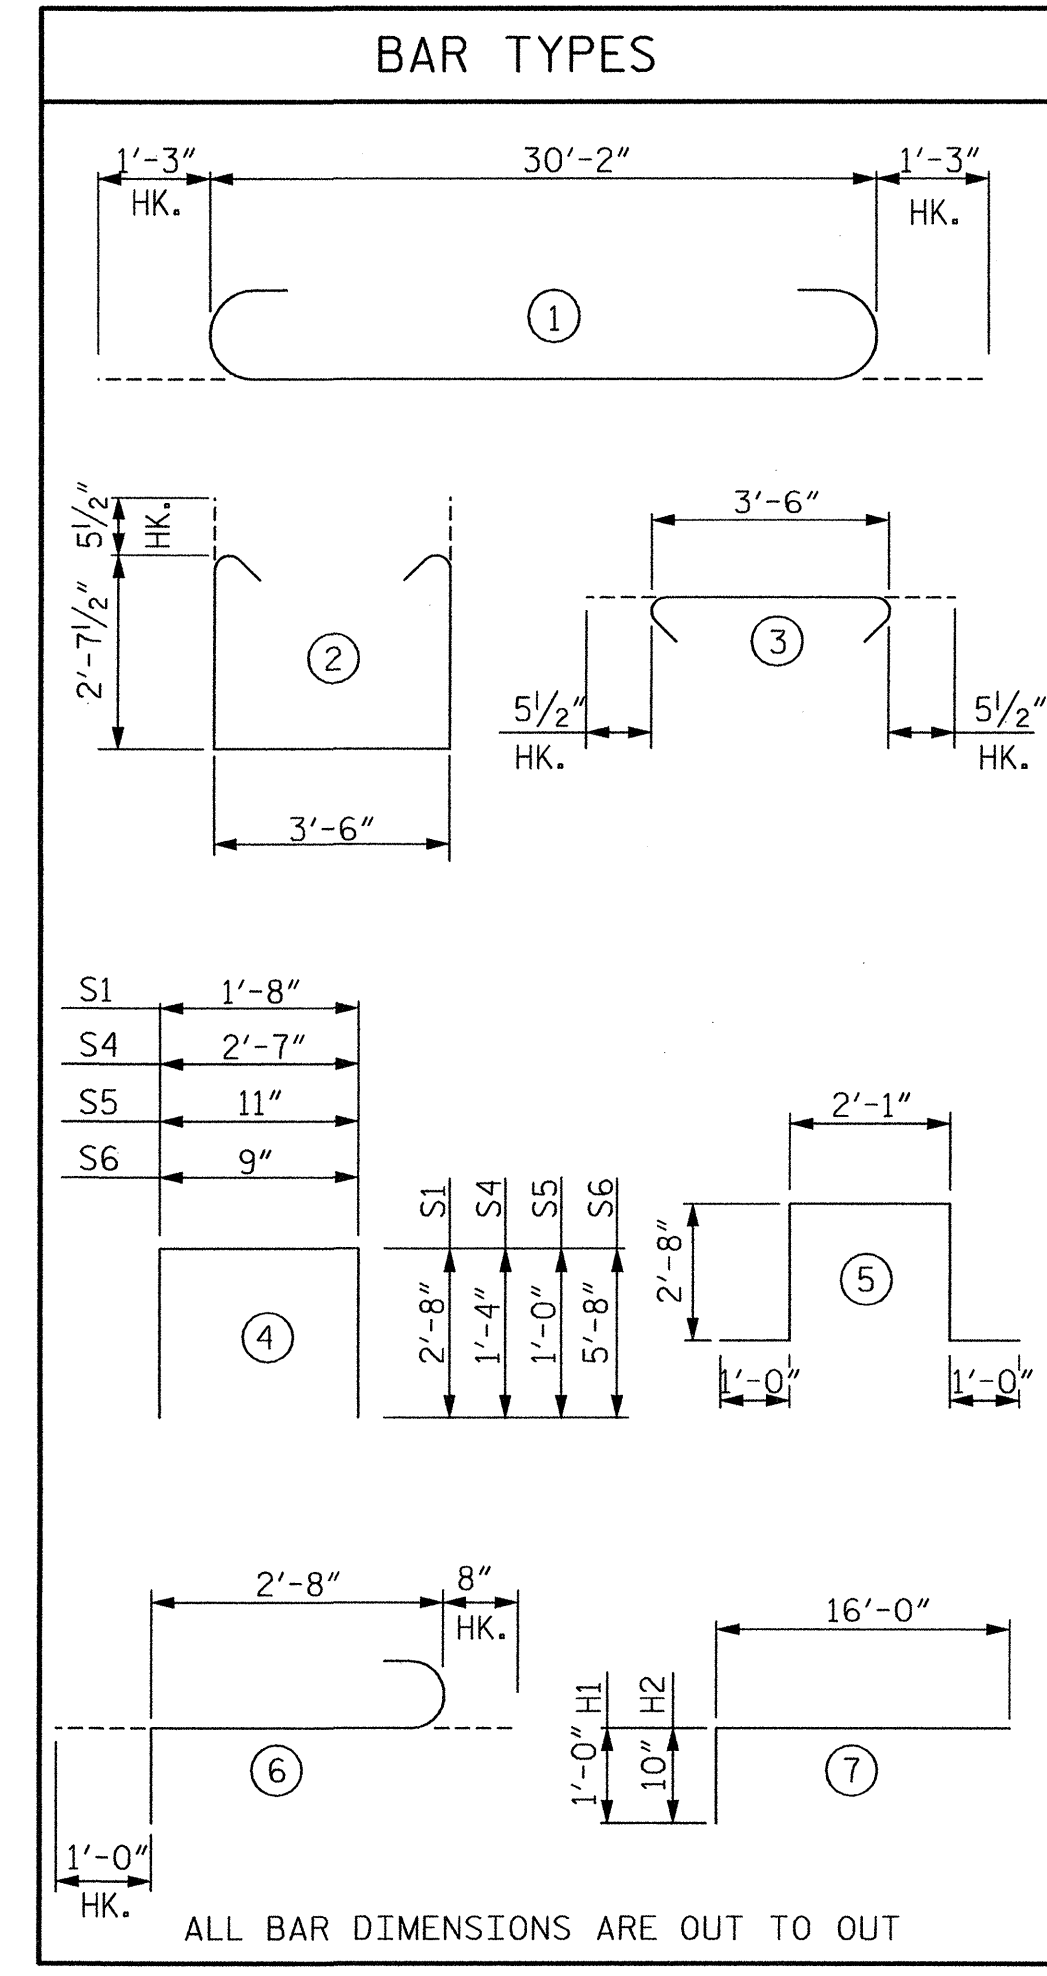 BAR TYPES
1'-3"
30'-2"
1'-3"
HK.
HK.
1
5½"
HK.
2'-7½"
2
3'-6"
3'-6"
3
5½"
HK.
5½"
HK.
S1 1'-8"
S4 2'-7"
S5 11"
S6 9"
S1 S4 S5 S6
2'-8" 1'-4" 1'-0" 5'-8"
4
2'-1"
2'-8"
5
1'-0"
1'-0"
2'-8"
8"
HK.
6
1'-0"
HK.
16'-0"
H1 H2
1'-0" 10"
7
ALL BAR DIMENSIONS ARE OUT TO OUT